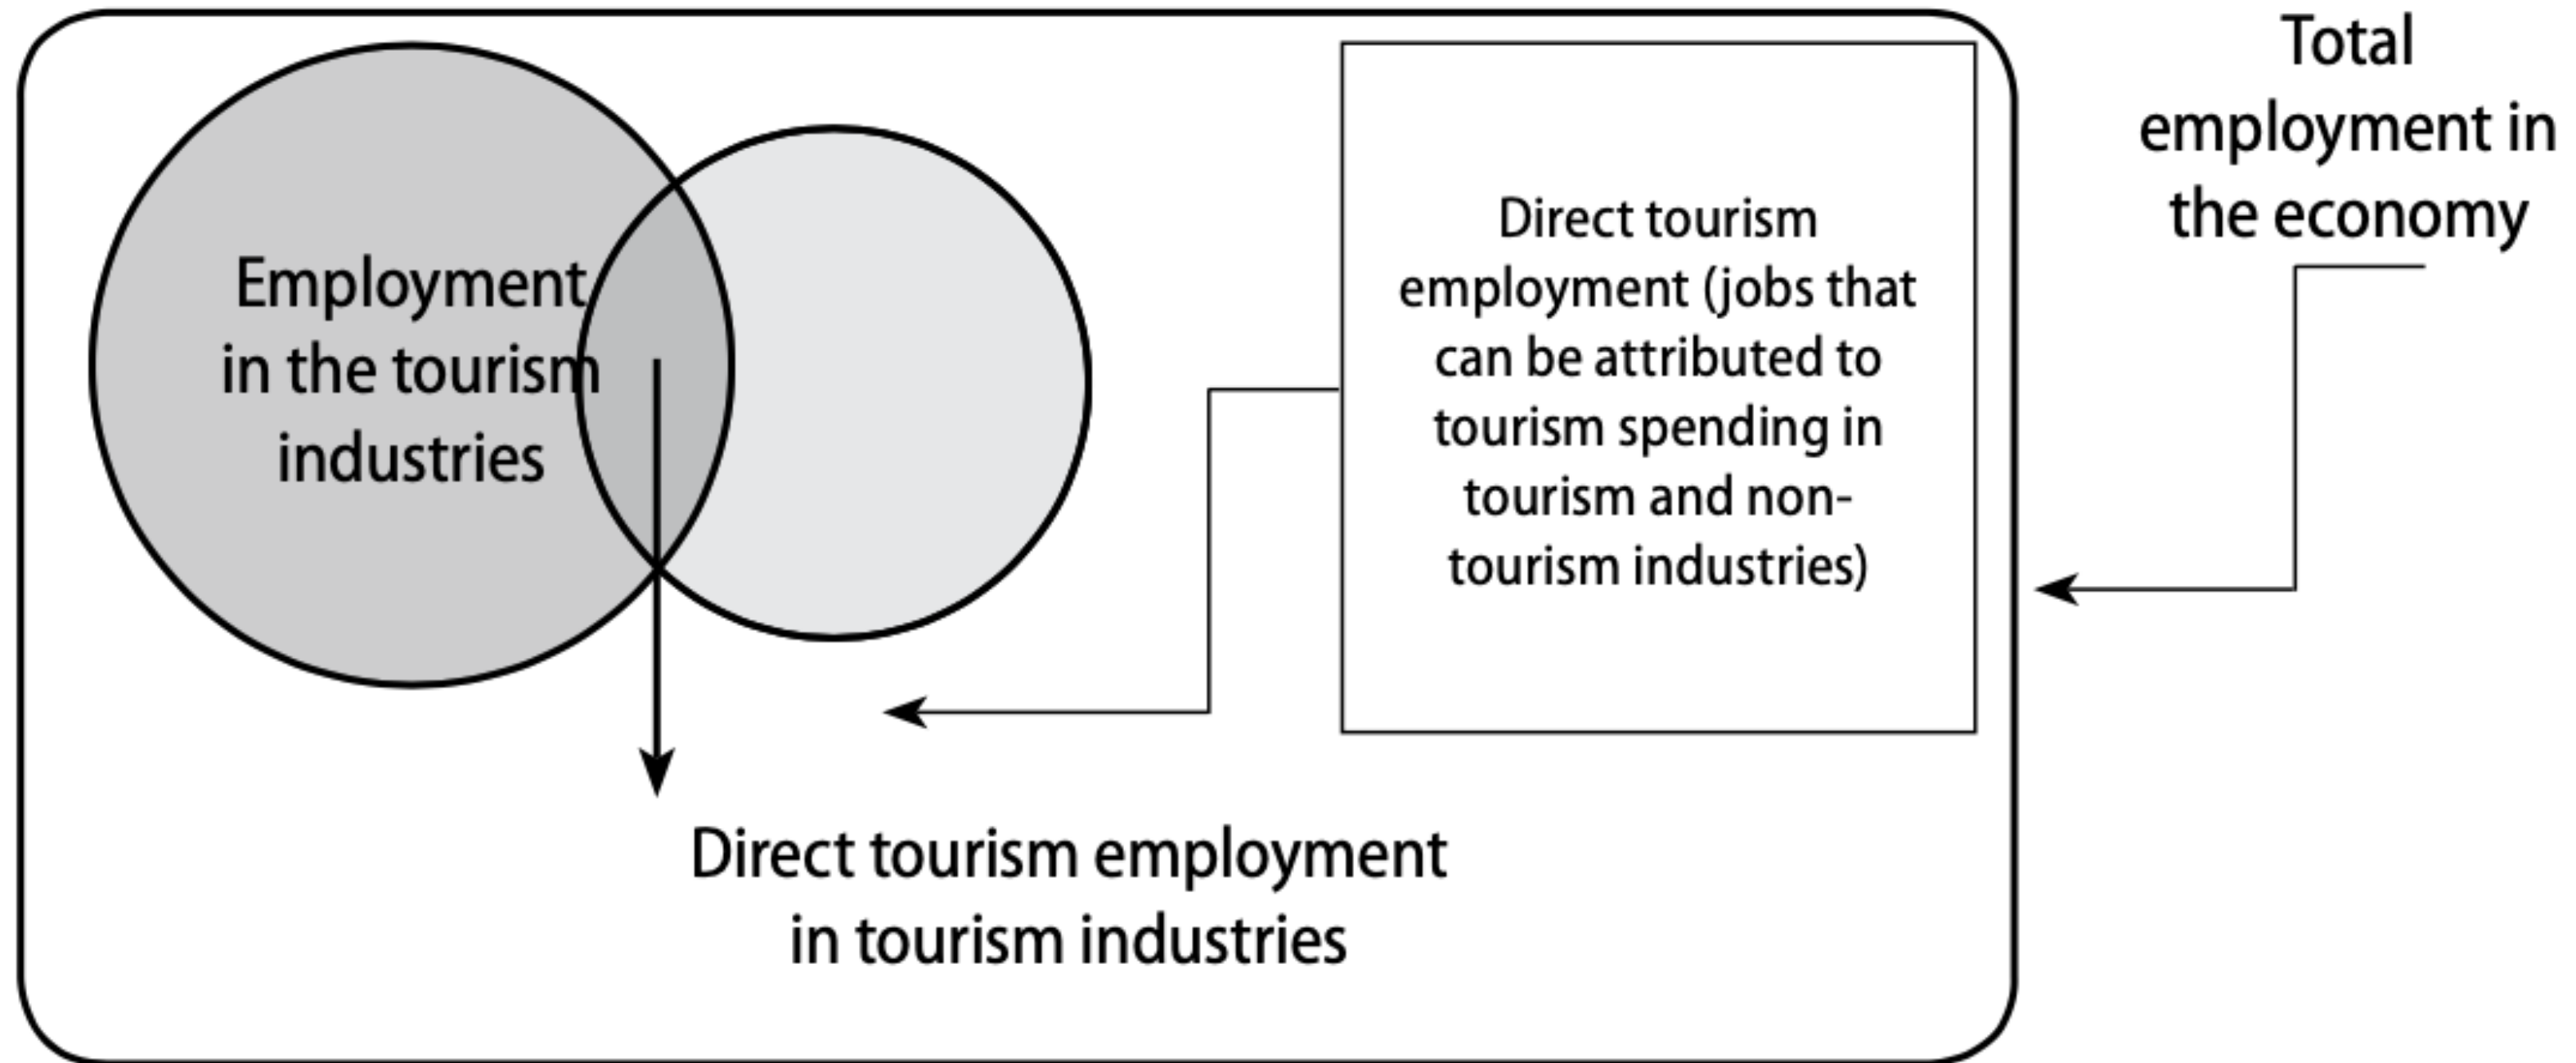 Total
employment in
the economy
Employment
in the tourism
industries
Direct tourism
employment (jobs that
can be attributed to
tourism spending in
tourism and non-
tourism industries)
Direct tourism employment
in tourism industries